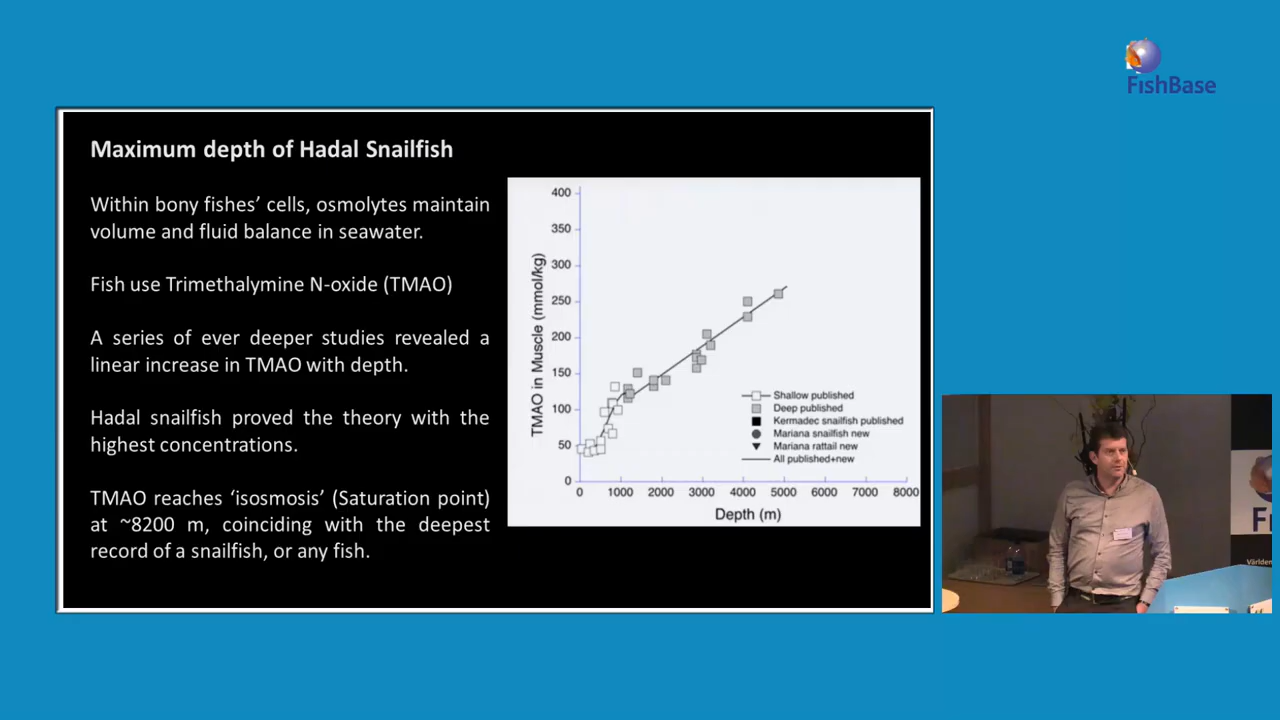 FishBase
Maximum depth of Hadal Snailfish
Within bony fishes’ cells, osmolytes maintain
volume and fluid balance in seawater.
Fish use Trimethalymine N-oxide (TMAO)
A series of ever deeper studies revealed a
linear increase in TMAO with depth.
Hadal snailfish proved the theory with the
highest concentrations.
TMAO reaches ‘isosmosis’ (Saturation point)
at ~8200 m, coinciding with the deepest
record of a snailfish, or any fish.
TMAO in Muscle (mmol/kg)
400
350
300
250
200
150
100
50
0
0 1000 2000 3000 4000 5000 6000 7000 8000
Depth (m)
Shallow published
Deep published
Kermadec snailfish published
Mariana snailfish new
Mariana rattail new
All published+new
Världen